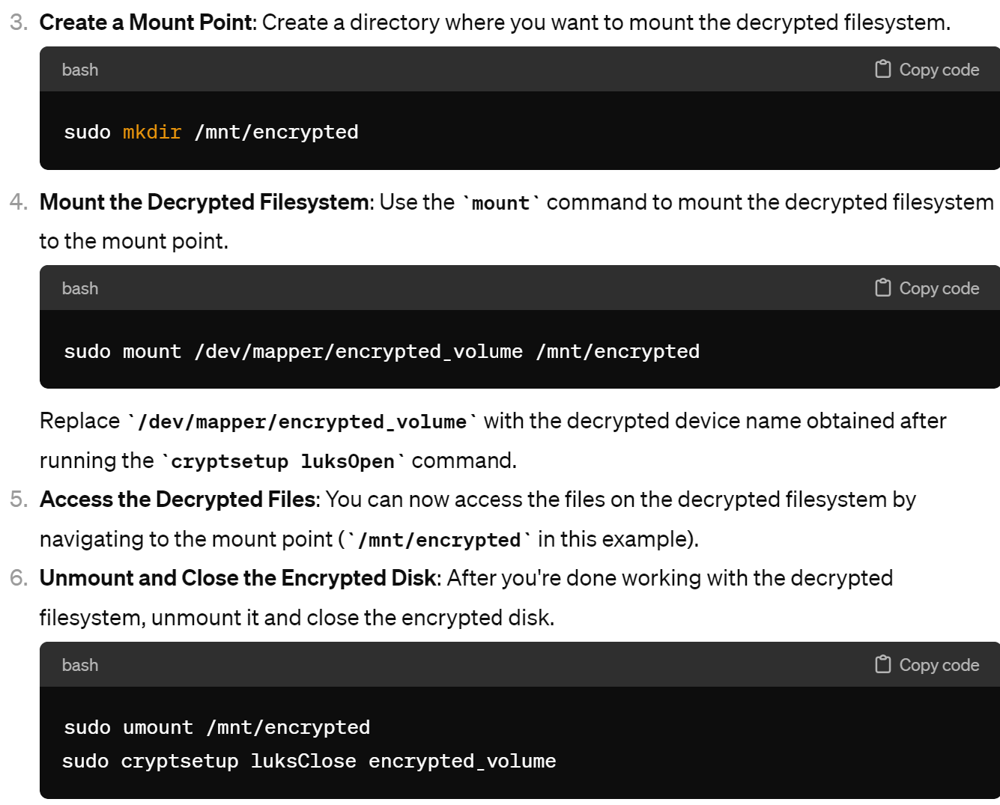 3. Create a Mount Point: Create a directory where you want to mount the decrypted filesystem.
bash Copy code
sudo mkdir /mnt/encrypted
4. Mount the Decrypted Filesystem: Use the `mount` command to mount the decrypted filesystem
to the mount point.
bash Copy code
sudo mount /dev/mapper/encrypted_volume /mnt/encrypted
Replace `/dev/mapper/encrypted_volume` with the decrypted device name obtained after
running the `cryptsetup luksOpen` command.
5. Access the Decrypted Files: You can now access the files on the decrypted filesystem by
navigating to the mount point (`/mnt/encrypted` in this example).
6. Unmount and Close the Encrypted Disk: After you're done working with the decrypted
filesystem, unmount it and close the encrypted disk.
bash Copy code
sudo umount /mnt/encrypted
sudo cryptsetup luksClose encrypted_volume